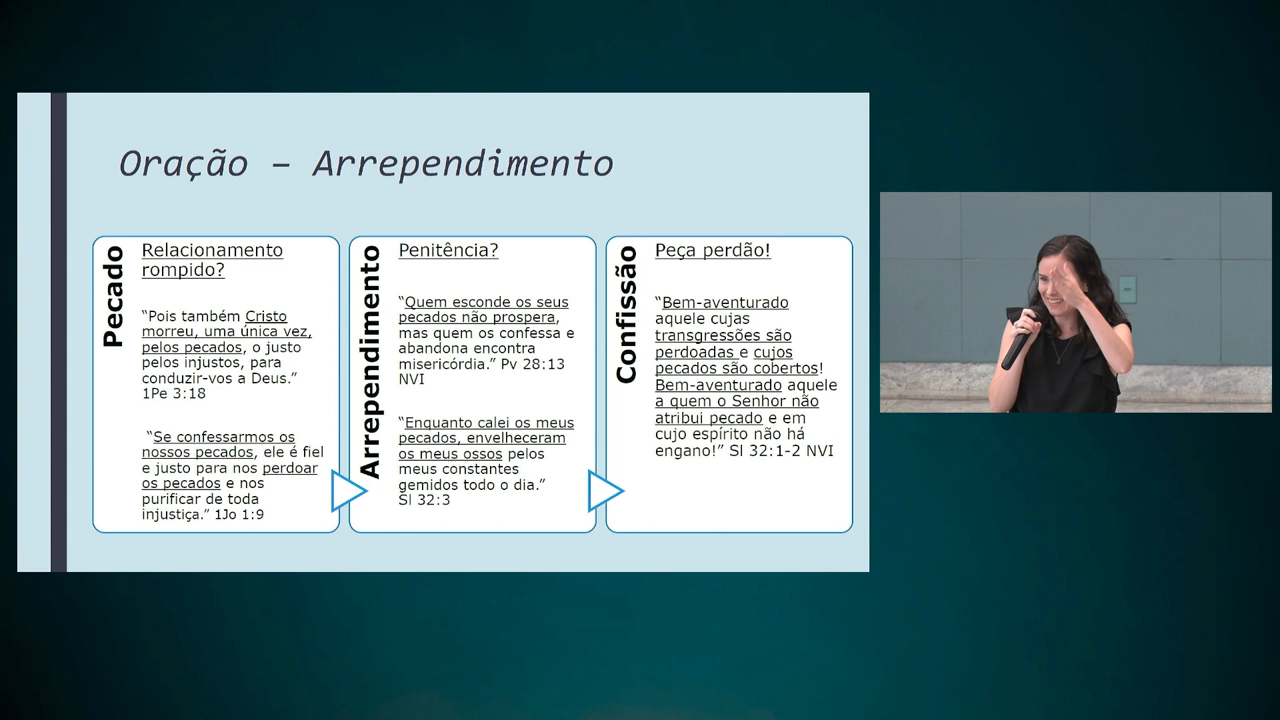 Oração – Arrependimento
Pecado
Relacionamento
rompido?
“Pois também Cristo
morreu, uma única vez,
pelos pecados, o justo
pelos injustos, para
conduzir-vos a Deus.”
1Pe 3:18
“Se confessarmos os
nossos pecados, ele é fiel
e justo para nos perdoar
os pecados e nos
purificar de toda
injustiça.” 1Jo 1:9
Arrependimento
Penitência?
“Quem esconde os seus
pecados não prospera,
mas quem os confessa e
abandona encontra
misericórdia.” Pv 28:13
NVI
“Enquanto calei os meus
pecados, envelheceram
os meus ossos pelos
meus constantes
gemidos todo o dia.”
Sl 32:3
Confissão
Peça perdão!
“Bem-aventurado
aquele cujas
transgressões são
perdoadas e cujos
pecados são cobertos!
Bem-aventurado aquele
a quem o Senhor não
atribui pecado e em
cujo espírito não há
engano!” Sl 32:1-2 NVI